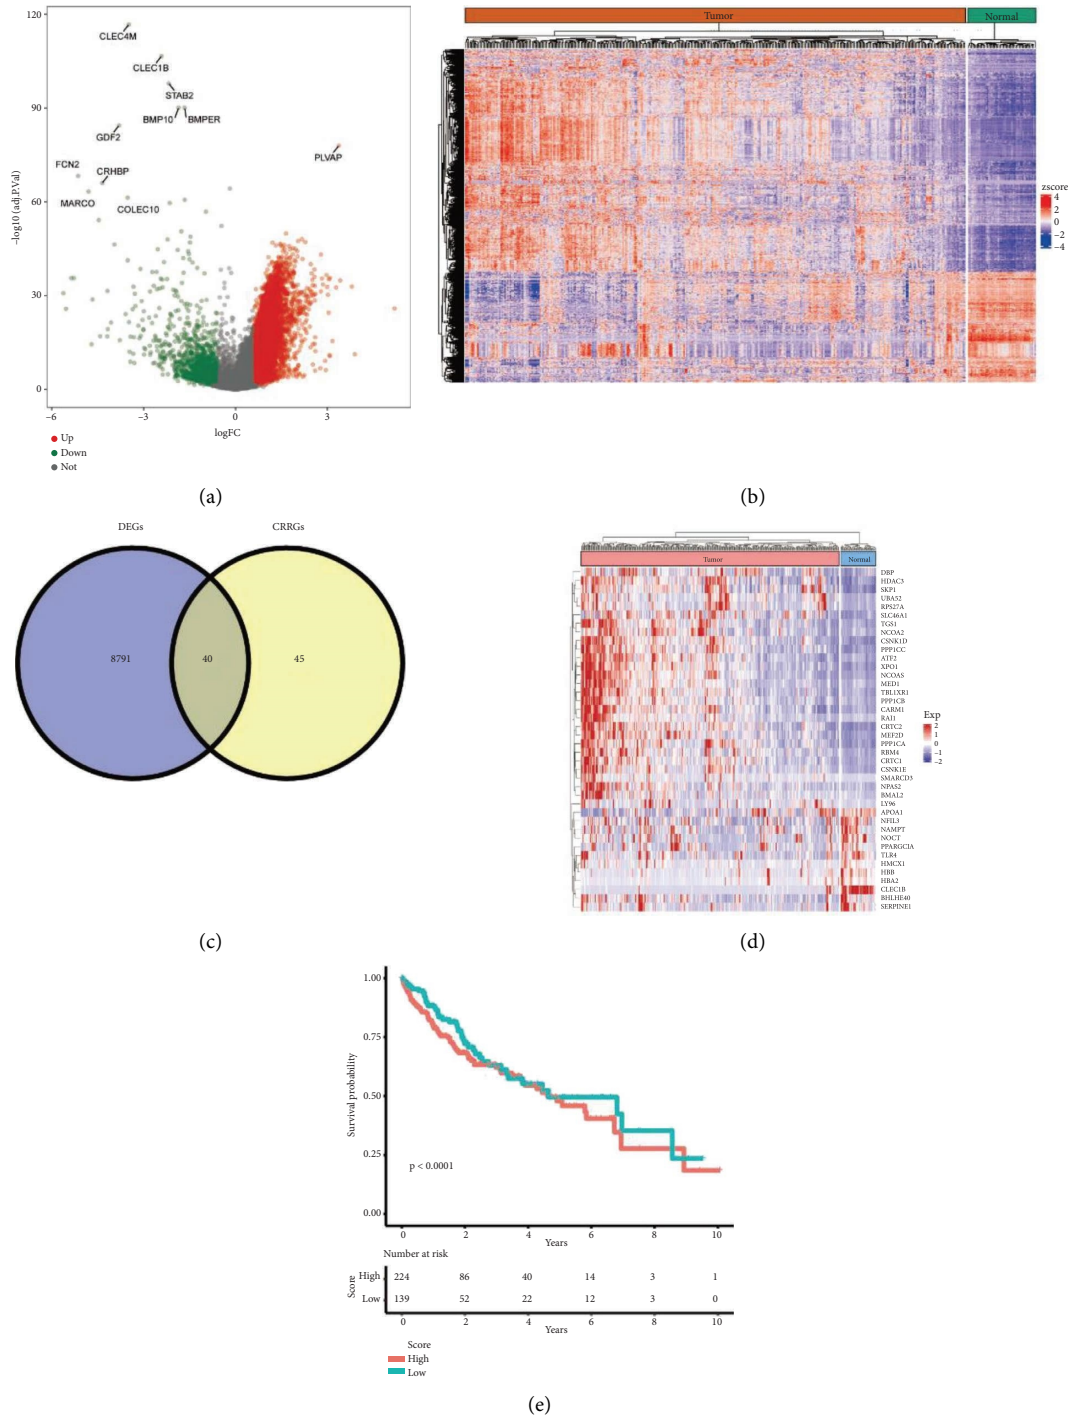 120
90
60
30
0
–log10 (adj.P.Val)
CLEC4M
CLEC1B
STAB2
BMP10
BMPER
GDF2
PLVAP
FCN2
CRHBP
MARCO
COLEC10
–6
–3
0
3
logFC
Up
Down
Not
(a)
Tumor
Normal
zscore
4
2
0
–2
–4
(b)
DEGs
CRRGs
8791
40
45
(c)
Tumor
Normal
DBP
HDAC3
SKP1
UBA52
RPS27A
SLC46A1
TGS1
NCOA2
CSNK1D
PPP1CC
ATF2
XPO1
NCOAS
MED1
TBL1XR1
PPP1CB
CARM1
RAI1
CRTC2
MEF2D
PPP1CA
RBM4
CRTC1
CSNK1E
SMARCD3
NPAS2
BMAL2
LY96
APOA1
NFIL3
NAMPT
NOCT
PPARGCIA
TLR4
HMCX1
HBB
HBA2
CLEC1B
BHLHE40
SERPINE1
Exp
2
1
0
–1
–2
(d)
1.00
0.75
0.50
0.25
0.00
Survival probability
p < 0.0001
0 2 4 6 8 10
Years
Number at risk
Score
High 224 86 40 14 3 1
Low 139 52 22 12 3 0
0 2 4 6 8 10
Years
Score
High
Low
(e)